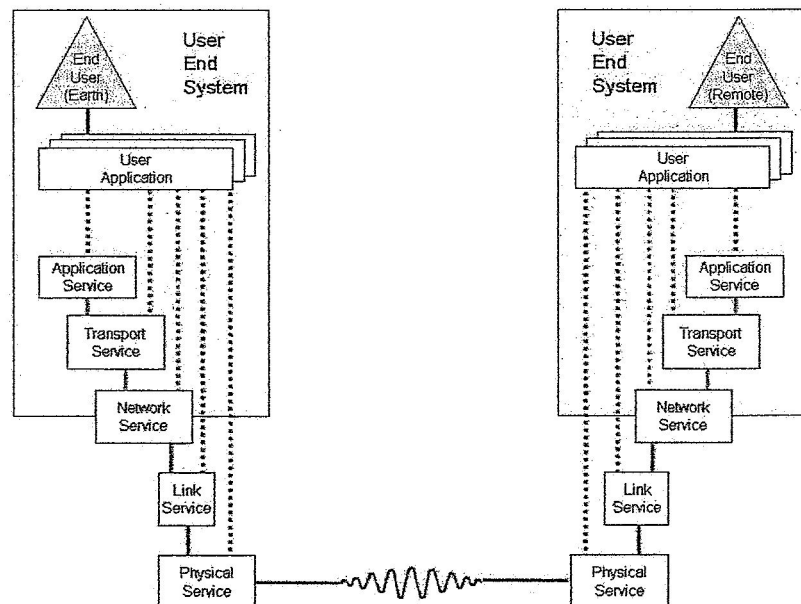 End
User
(Earth)
User
End
System
User
Application
Application
Service
Transport
Service
Network
Service
Link
Service
Physical
Service
User
End
System
End
User
(Remote)
User
Application
Application
Service
Transport
Service
Network
Service
Link
Service
Physical
Service